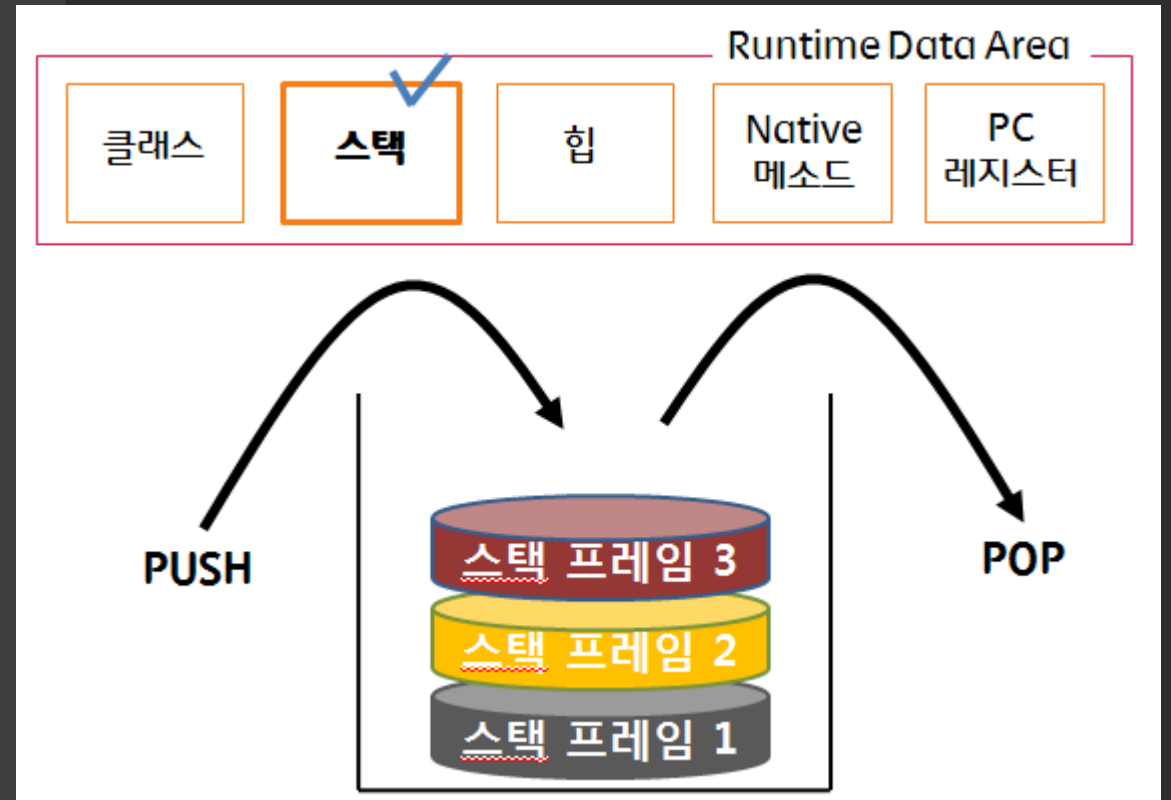 Runtime Data Area
클래스
스택
힙
Native
메소드
PC
레지스터
PUSH
POP
스택 프레임 3
스택 프레임 2
스택 프레임 1